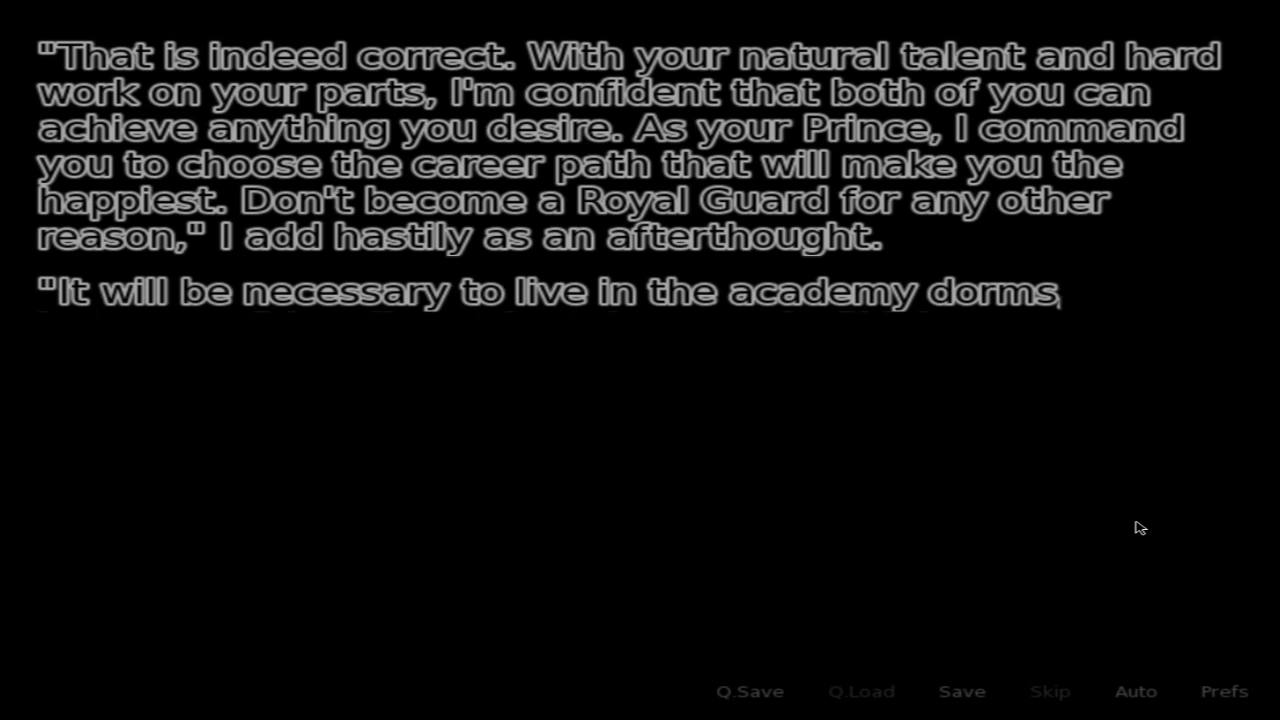 "That is indeed correct. With your natural talent and hard
work on your parts, I'm confident that both of you can
achieve anything you desire. As your Prince, I command
you to choose the career path that will make you the
happiest. Don't become a Royal Guard for any other
reason," I add hastily as an afterthought.
"It will be necessary to live in the academy dorms,
Q.Save Q.Load Save Skip Auto Prefs